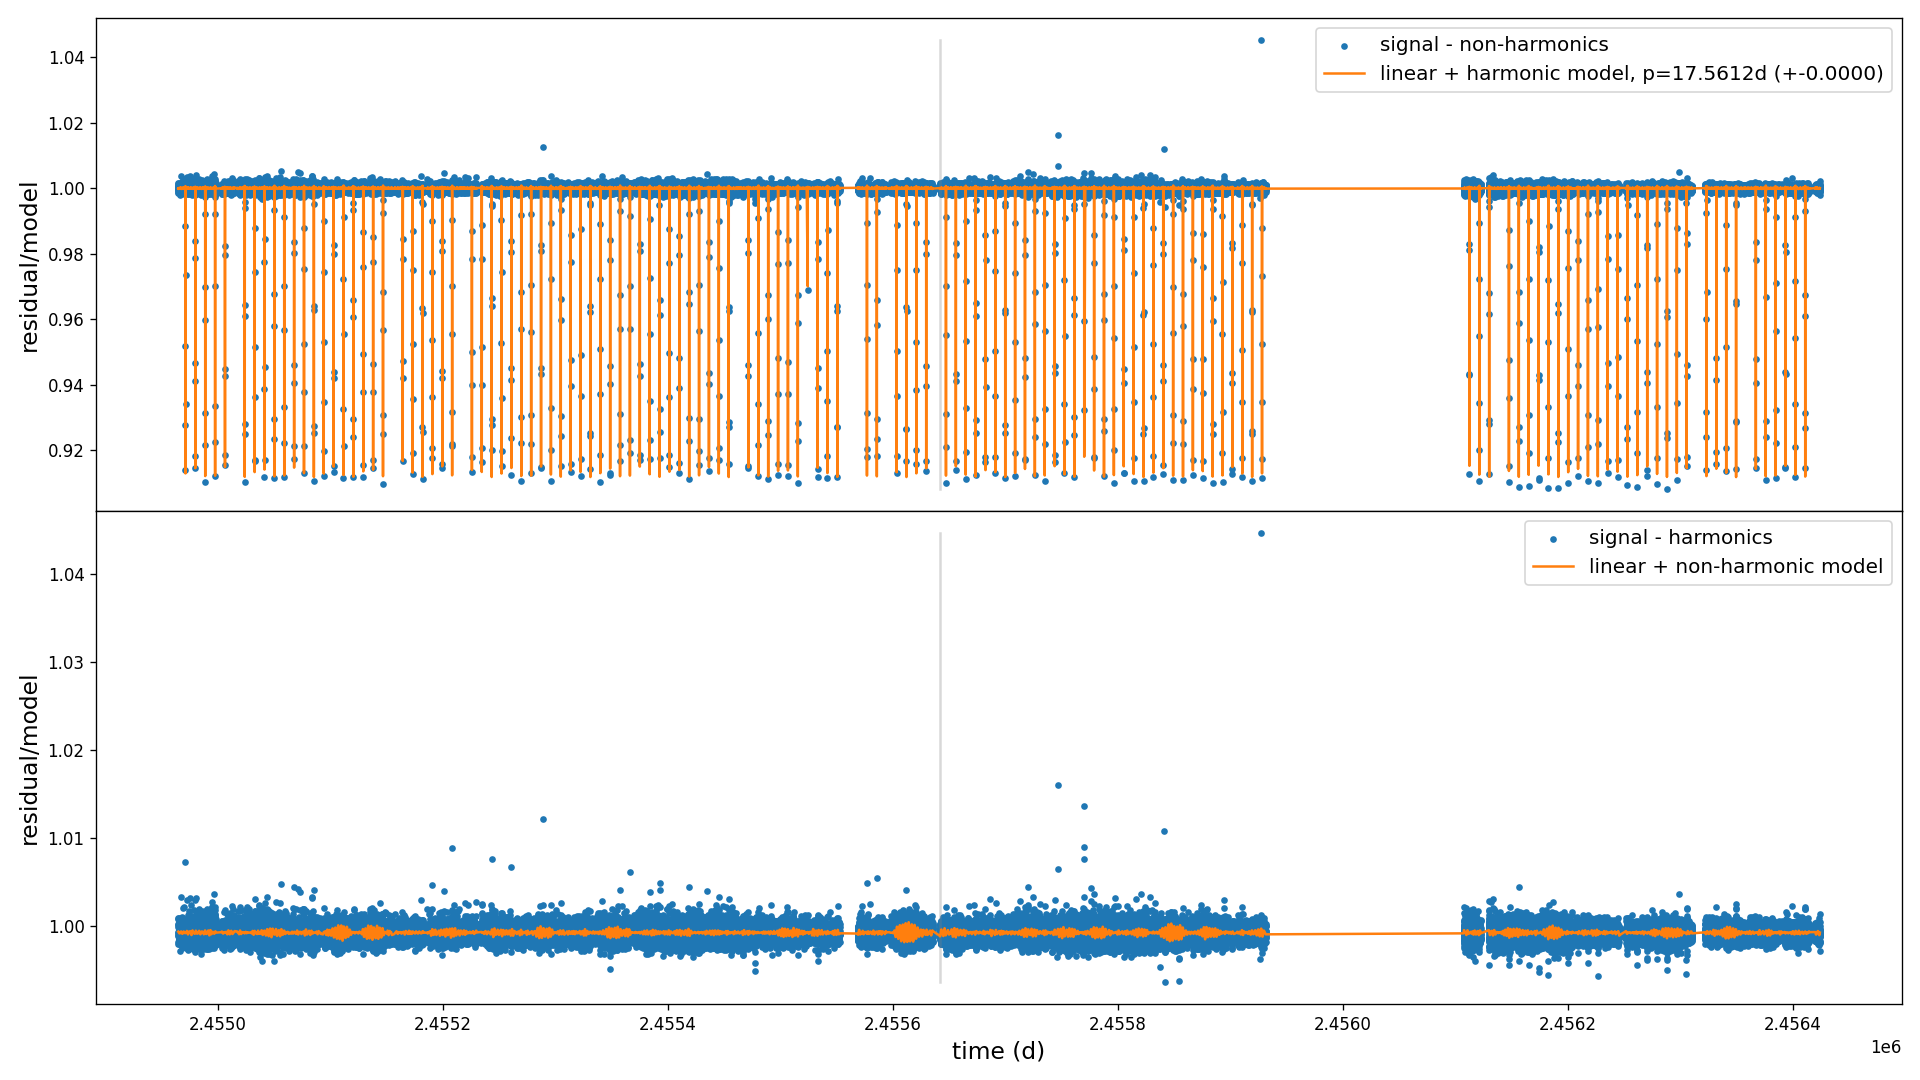 residual/model
1.04
1.02
1.00
0.98
0.96
0.94
0.92
signal - non-harmonics
linear + harmonic model, p=17.5612d (+-0.0000)
residual/model
1.04
1.03
1.02
1.01
1.00
signal - harmonics
linear + non-harmonic model
2.4550 2.4552 2.4554 2.4556 2.4558 2.4560 2.4562 2.4564
1e6
time (d)